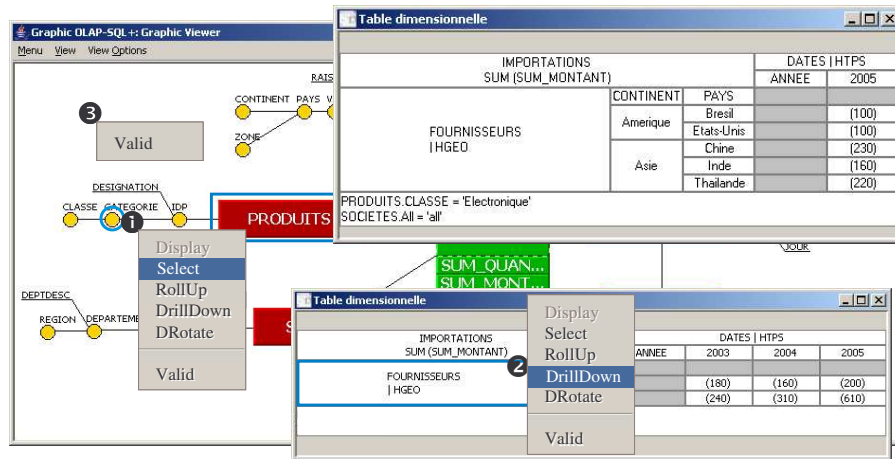 Graphic OLAP-SQL+: Graphic Viewer
Menu View View Options
CONTINENT PAYS
ZONE
❸
Valid
DESIGNATION
CLASSE CATEGORIE IDP
PRODUITS
❶
Display
Select
RollUp
DrillDown
DRotate
Valid
DEPTDESC
REGION
SUM_QUAN...
SUM_MONT...
JOUR
Table dimensionnelle
IMPORTATIONS
SUM (SUM_MONTANT)
DATES | HTPS
ANNEE 2005
CONTINENT PAYS
FOURNISSEURS
| HGEO
Amerique
Bresil (100)
Etats-Unis (100)
Asie
Chine (230)
Inde (160)
Thailande (220)
PRODUITS.CLASSE = 'Electronique'
SOCIETES.All = 'all'
Table dimensionnelle
IMPORTATIONS
SUM (SUM_MONTANT)
DATES | HTPS
ANNEE 2003 2004 2005
FOURNISSEURS
| HGEO
(180) (160) (200)
(240) (310) (610)
❷
Display
Select
RollUp
DrillDown
DRotate
Valid